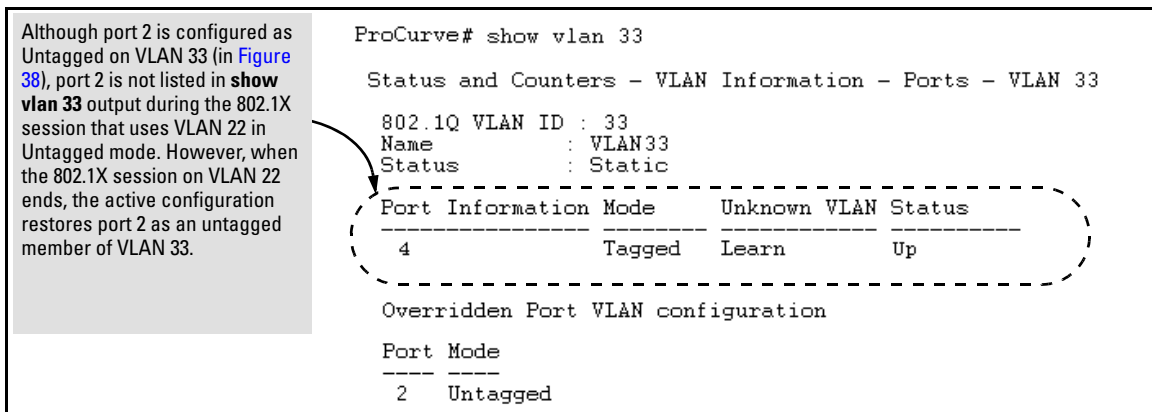 Although port 2 is configured as
Untagged on VLAN 33 (in Figure
38), port 2 is not listed in show
vlan 33 output during the 802.1X
session that uses VLAN 22 in
Untagged mode. However, when
the 802.1X session on VLAN 22
ends, the active configuration
restores port 2 as an untagged
member of VLAN 33.
ProCurve# show vlan 33
Status and Counters - VLAN Information - Ports - VLAN 33
802.1Q VLAN ID : 33
Name : VLAN33
Status : Static
Port Information Mode Unknown VLAN Status
---------------- -------- ------------ ----------
4 Tagged Learn Up
Overridden Port VLAN configuration
Port Mode
---- ----
2 Untagged